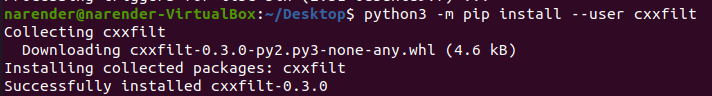 narender@narender-VirtualBox:~/Desktop$ python3 -m pip install --user cxxfilt
Collecting cxxfilt
  Downloading cxxfilt-0.3.0-py2.py3-none-any.whl (4.6 kB)
Installing collected packages: cxxfilt
Successfully installed cxxfilt-0.3.0